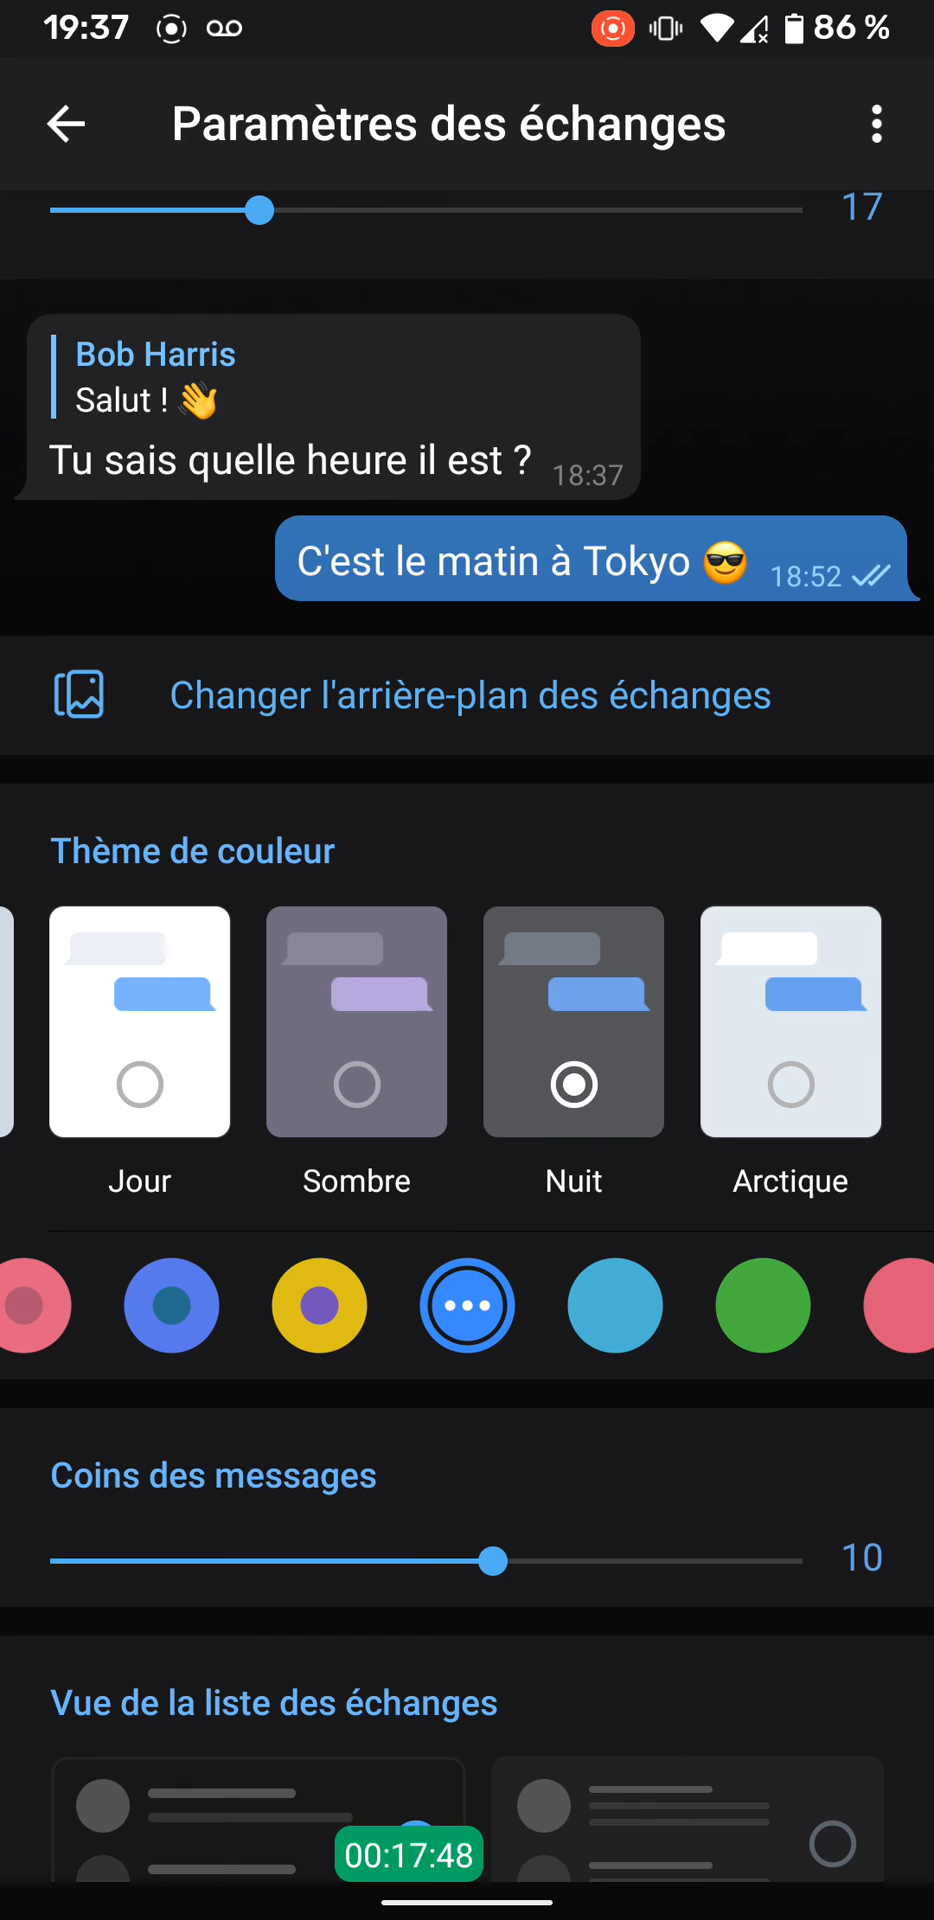 19:37
86 %
Paramètres des échanges
17
Bob Harris
Salut ! 👋
Tu sais quelle heure il est ? 18:37
C'est le matin à Tokyo 😎 18:52
Changer l'arrière-plan des échanges
Thème de couleur
Jour
Sombre
Nuit
Arctique
Coins des messages
10
Vue de la liste des échanges
00:17:48